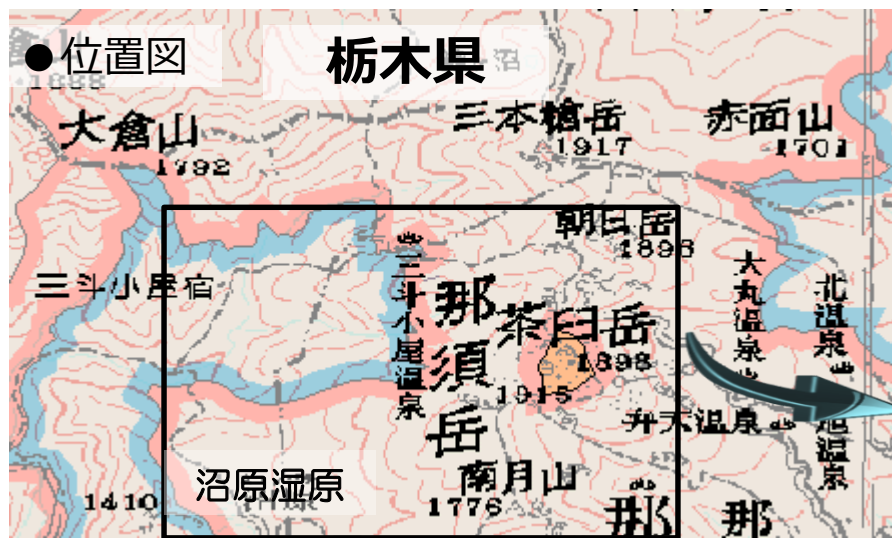 ●位置図
栃木県
沼
1888
大倉山
1792
三本槍岳
1917
赤面山
1701
朝日岳
1896
三斗小屋宿
三斗小屋温泉
那須岳
茶臼岳
1898
1915
大丸温泉
北温泉
弁天温泉
旭温泉
沼原湿原
南月山
1776
1410
那
那